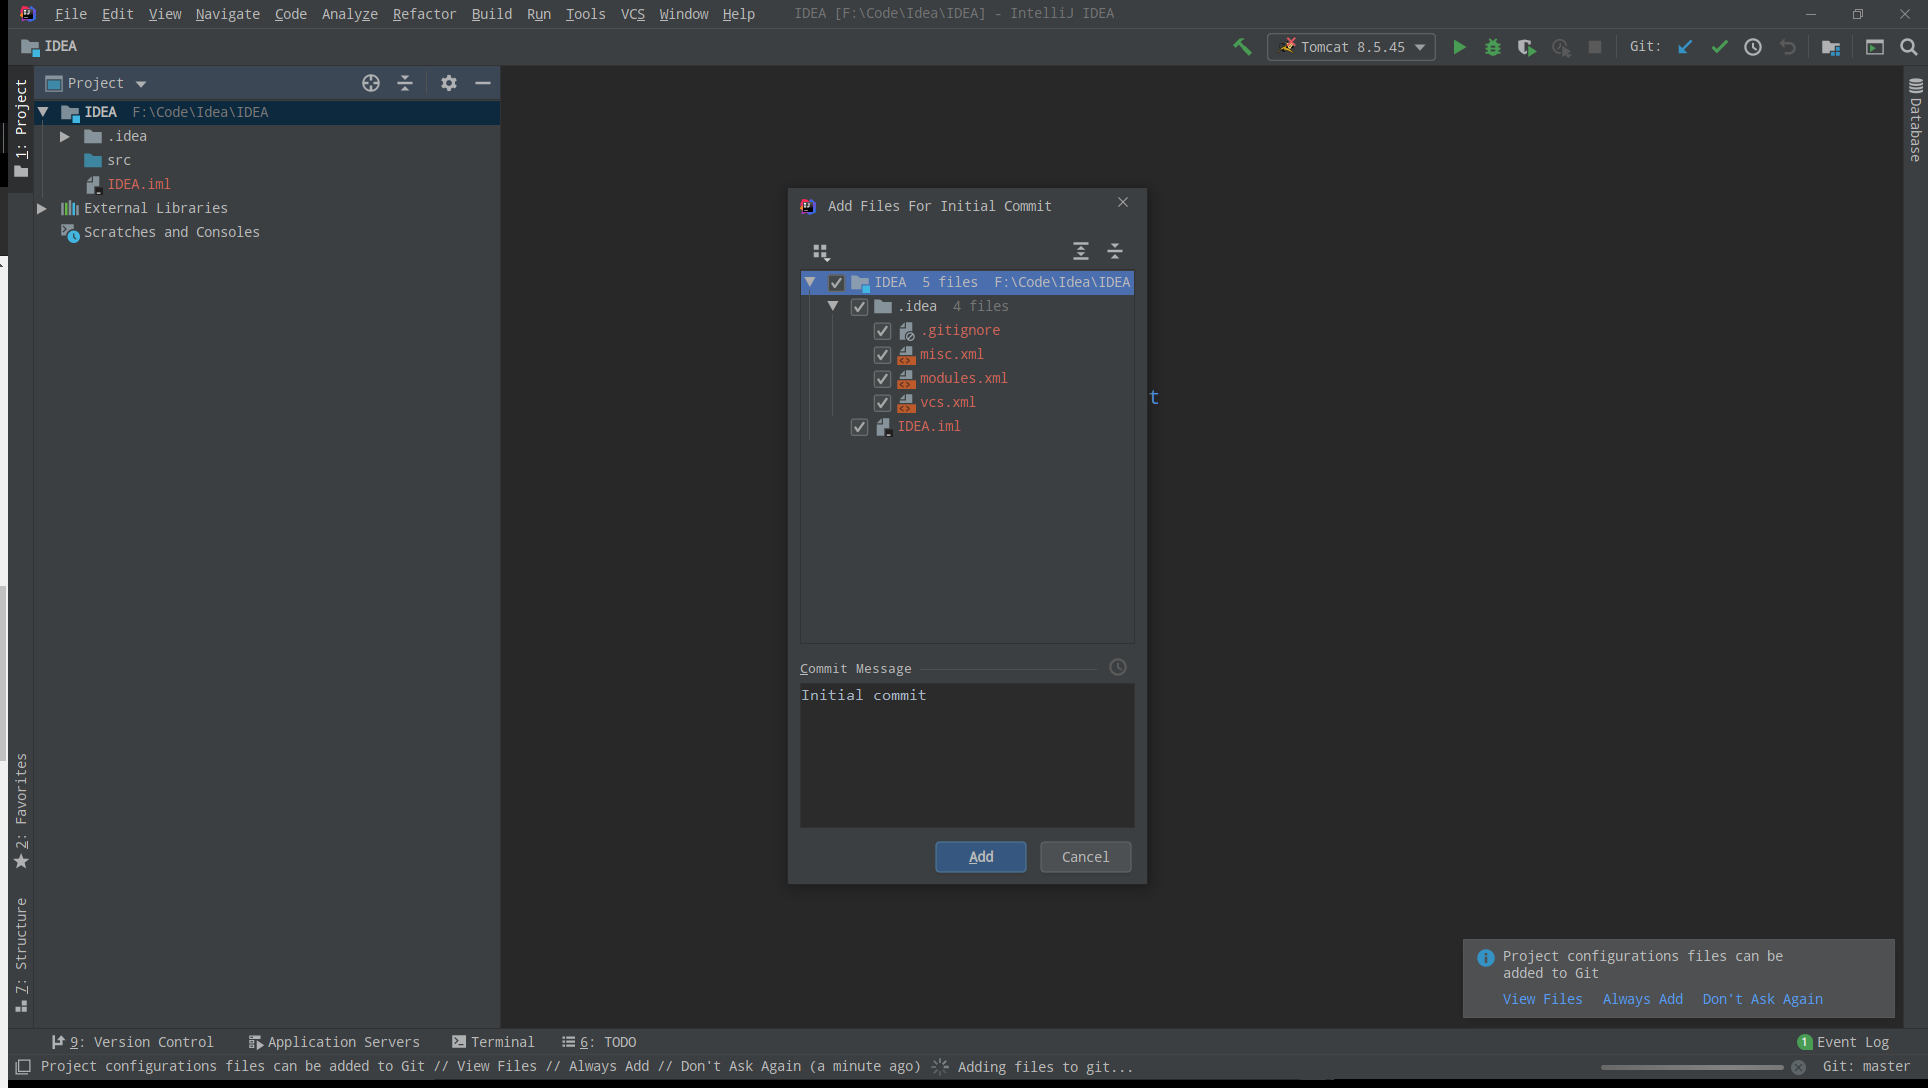 File Edit View Navigate Code Analyze Refactor Build Run Tools VCS Window Help IDEA [F:\Code\Idea\IDEA] - IntelliJ IDEA
IDEA Tomcat 8.5.45 Git:
Project
1: Project
IDEA F:\Code\Idea\IDEA
.idea
src
IDEA.iml
External Libraries
Scratches and Consoles
Database
Add Files For Initial Commit
IDEA 5 files F:\Code\Idea\IDEA
.idea 4 files
.gitignore
misc.xml
modules.xml
vcs.xml
IDEA.iml
t
Commit Message
Initial commit
Add Cancel
2: Favorites
7: Structure
Project configurations files can be
added to Git
View Files Always Add Don't Ask Again
9: Version Control Application Servers Terminal 6: TODO 1 Event Log
Project configurations files can be added to Git // View Files // Always Add // Don't Ask Again (a minute ago) Adding files to git... Git: master